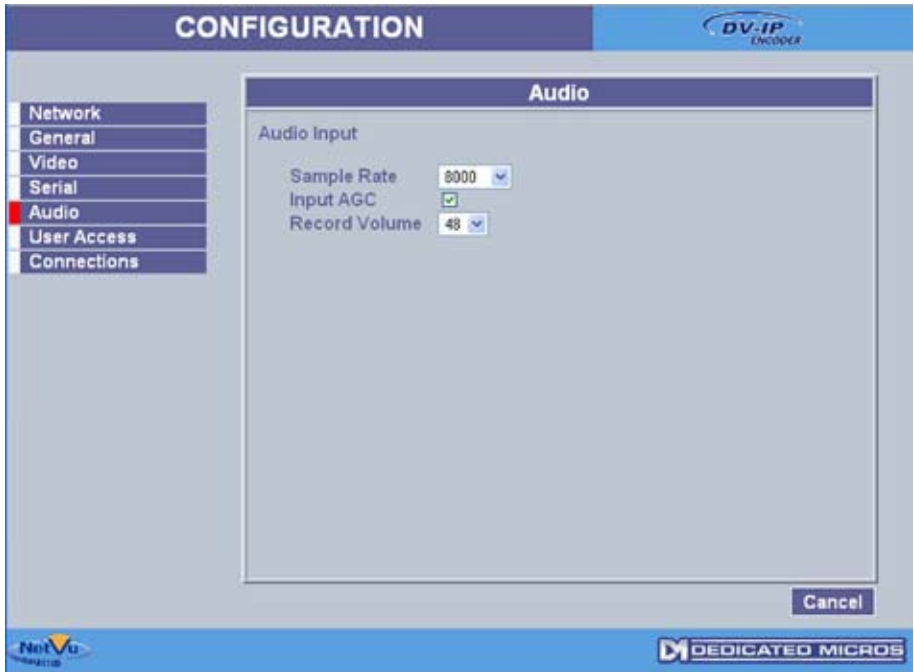 CONFIGURATION
DV-IP
ENCODER
Audio
Network
General
Video
Serial
Audio
User Access
Connections
Audio Input
Sample Rate 8000
Input AGC
Record Volume 48
Cancel
NetVu
DEDICATED MICROS